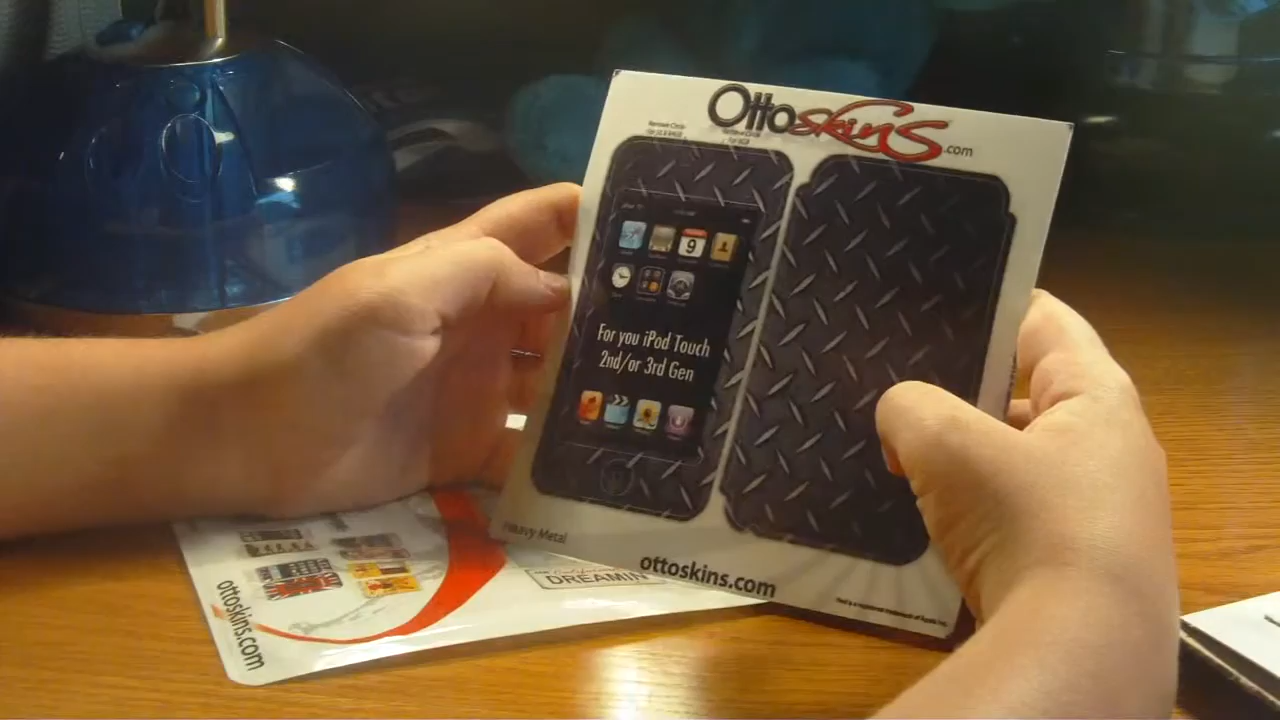 Ottoskins.com
9
For you iPod Touch
2nd/or 3rd Gen
Heavy Metal
ottoskins.com
ottoskins.com
DREAMIN